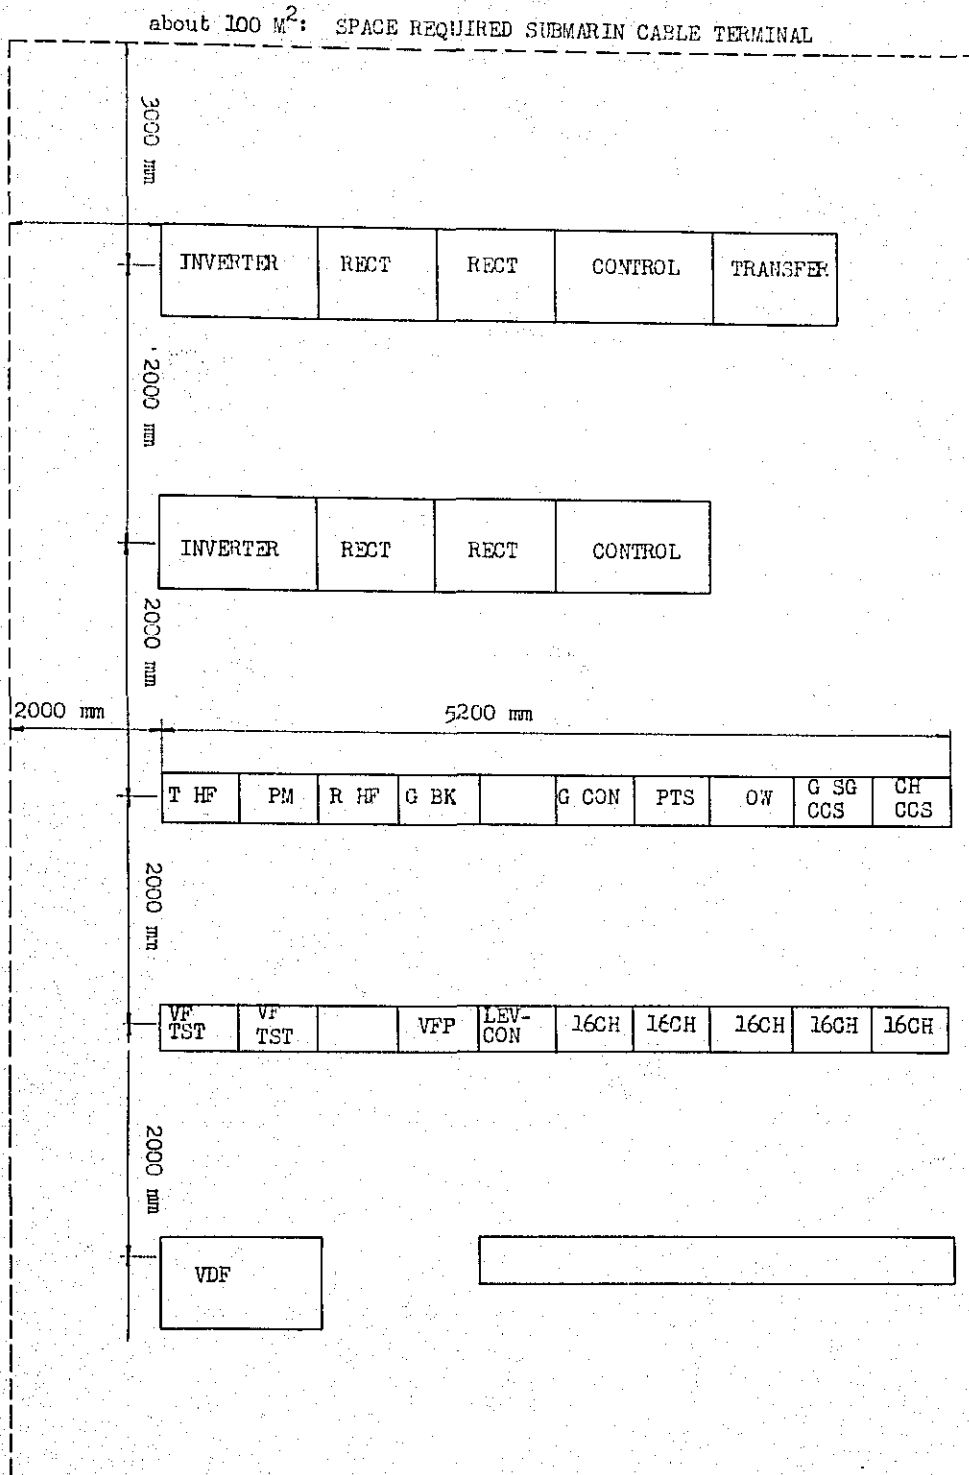 about 100 M²: SPACE REQUIRED SUBMARIN CABLE TERMINAL
3000 mm
INVERTER RECT RECT CONTROL TRANSFER
2000 mm
INVERTER RECT RECT CONTROL
2000 mm
2000 mm 5200 mm
T HF PM R HF G BK G CON PTS OW G SG CCS CH CCS
2000 mm
VF TST VF TST VFP LEV-CON 16CH 16CH 16CH 16CH 16CH
2000 mm
VDF